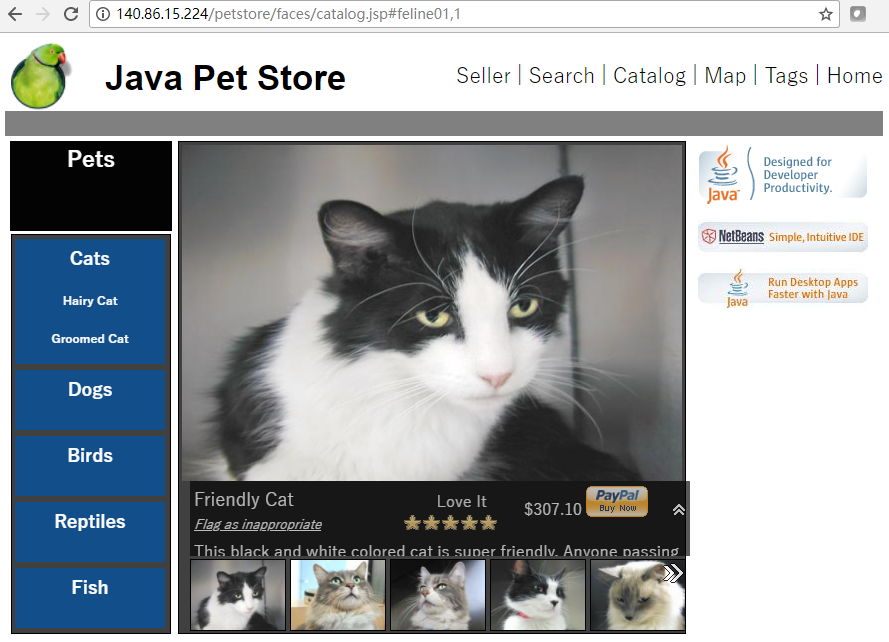 140.86.15.224/petstore/faces/catalog.jsp#feline01,1
Java Pet Store
Seller | Search | Catalog | Map | Tags | Home
Pets
Cats
Hairy Cat
Groomed Cat
Dogs
Birds
Reptiles
Fish
Friendly Cat
Flag as inappropriate
Love It
$307.10
PayPal
Buy Now
This black and white colored cat is super friendly. Anyone passing
Java
Designed for
Developer
Productivity.
NetBeans Simple, Intuitive IDE
Java
Run Desktop Apps
Faster with Java